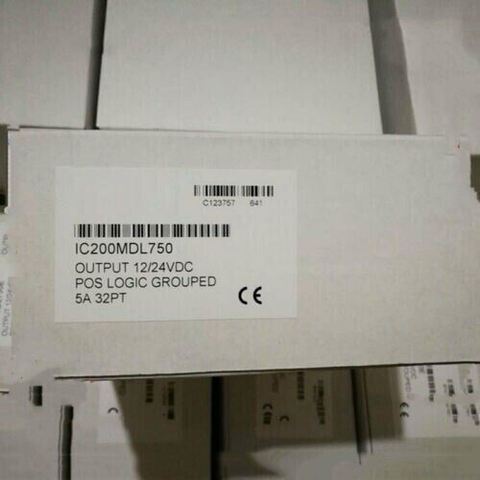 C123757 641
IC200MDL750
OUTPUT 12/24VDC
POS LOGIC GROUPED
5A 32PT
CE